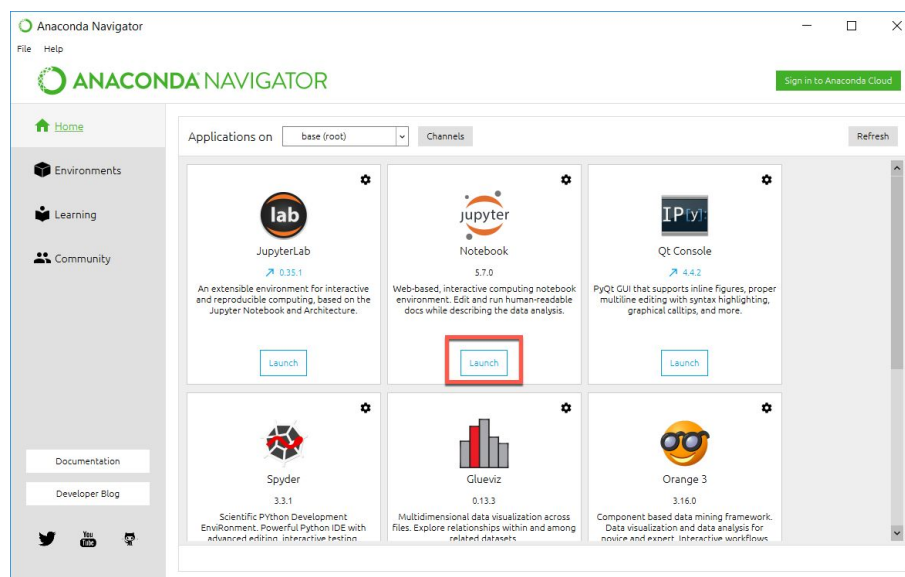 Anaconda Navigator
File Help
ANACONDA NAVIGATOR
Sign in to Anaconda Cloud
Home
Environments
Learning
Community
Documentation
Developer Blog
You
Tube
Applications on base (root) Channels Refresh
lab
JupyterLab
0.35.1
An extensible environment for interactive
and reproducible computing, based on the
Jupyter Notebook and Architecture.
Launch
jupyter
Notebook
5.7.0
Web-based, interactive computing notebook
environment. Edit and run human-readable
docs while describing the data analysis.
Launch
IP[y]:
Qt Console
4.4.2
PyQt GUI that supports inline figures, proper
multiline editing with syntax highlighting,
graphical calltips, and more.
Launch
Spyder
3.3.1
Scientific PYthon Development
EnviRonment. Powerful Python IDE with
advanced editing, interactive testing,
Glueviz
0.13.3
Multidimensional data visualization across
files. Explore relationships within and among
related datasets.
Orange 3
3.16.0
Component based data mining framework.
Data visualization and data analysis for
novice and expert. Interactive workflows